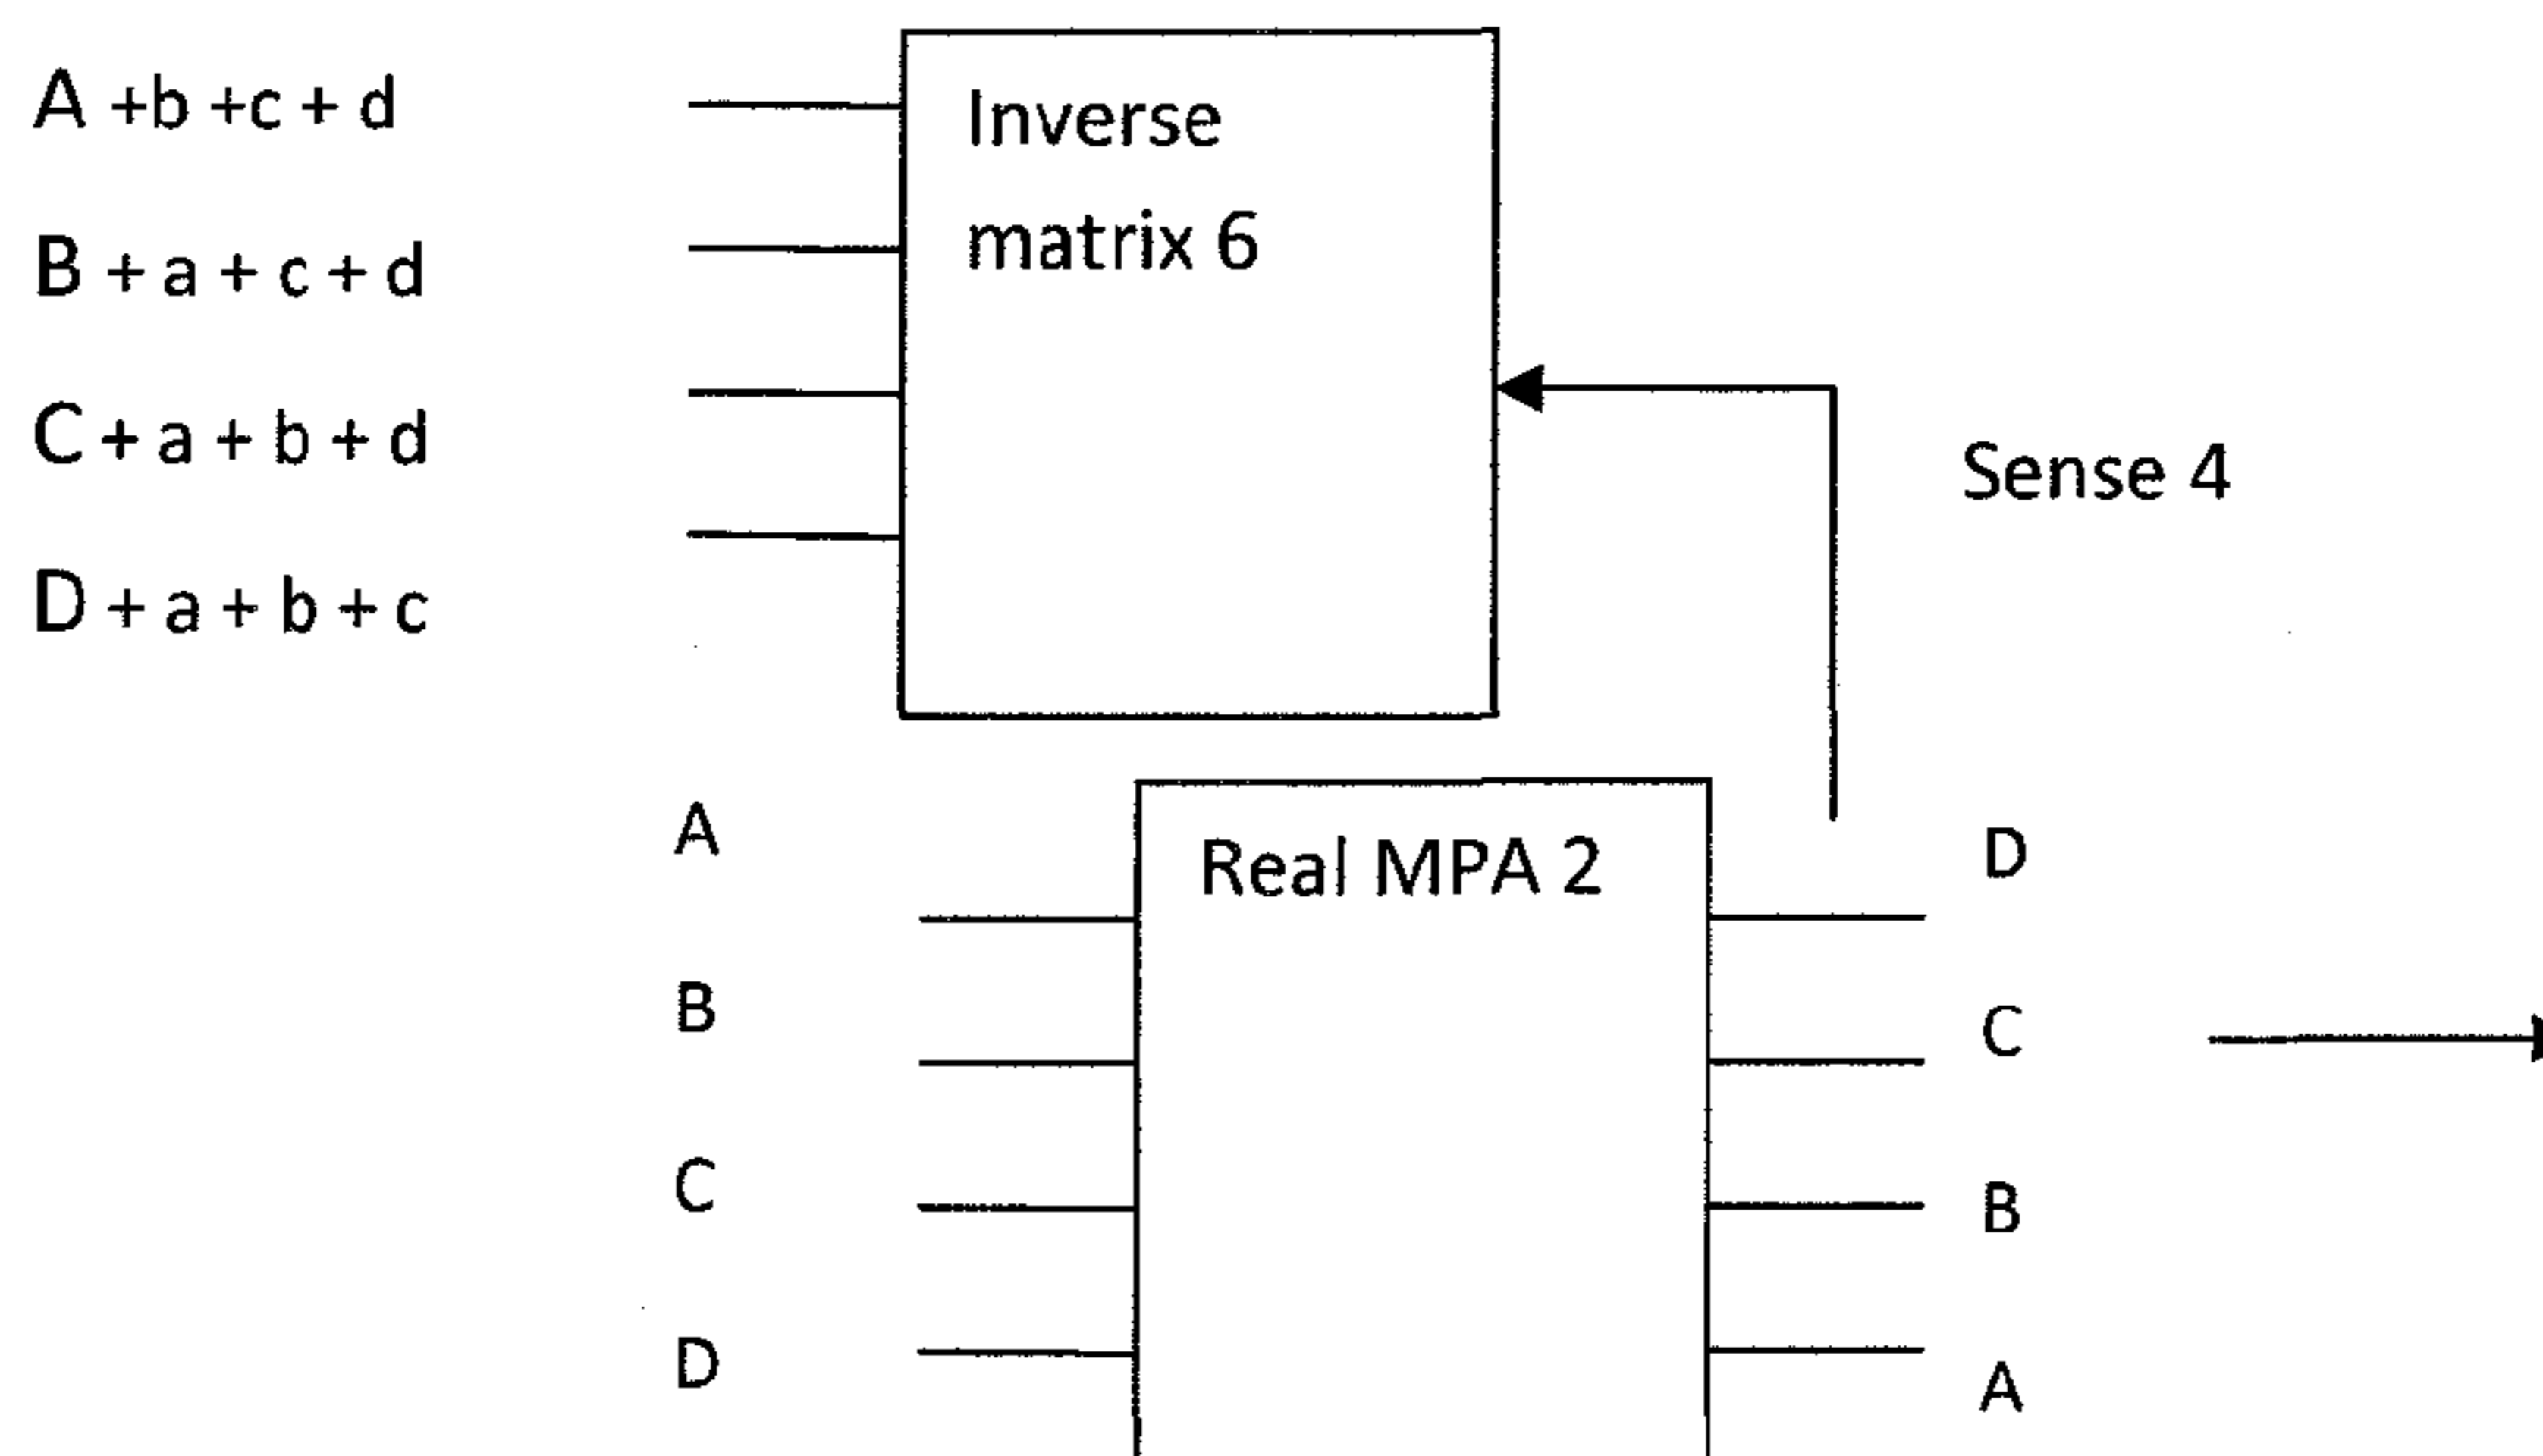 A +b +c + d
B + a + c + d
C + a + b + d
D + a + b + c
Inverse
matrix 6
Sense 4
A
B
C
D
Real MPA 2
D
C
B
A